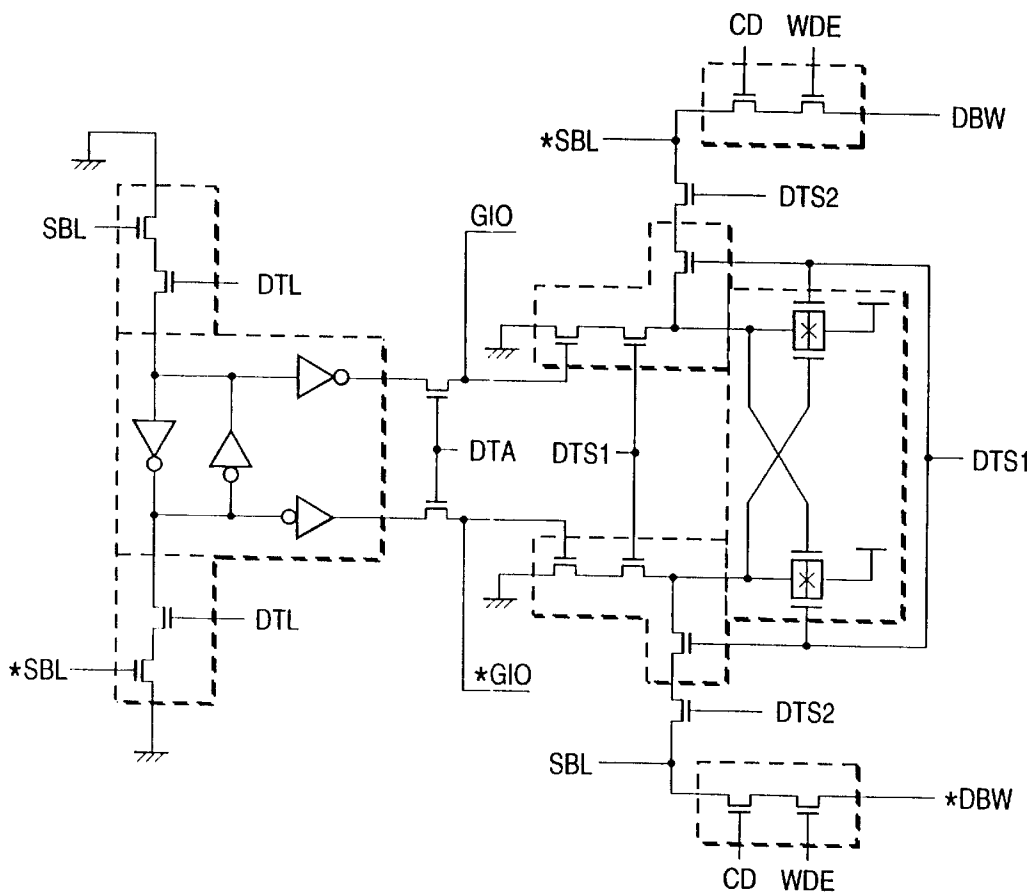 CD WDE
DBW
*SBL
DTS2
SBL
GIO
DTL
DTA
DTS1
DTS1
DTL
*SBL
*GIO
DTS2
SBL
*DBW
CD WDE